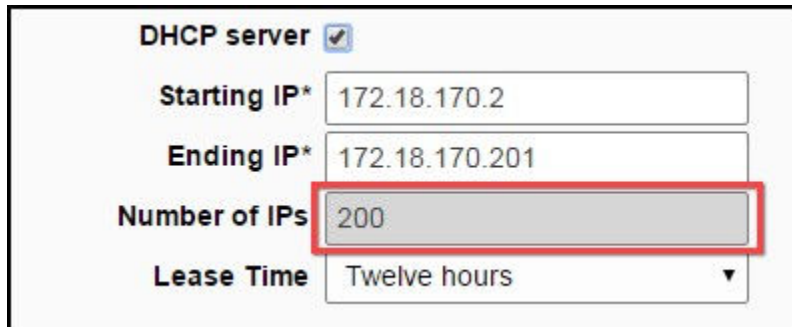 DHCP server
Starting IP* 172.18.170.2
Ending IP* 172.18.170.201
Number of IPs 200
Lease Time Twelve hours